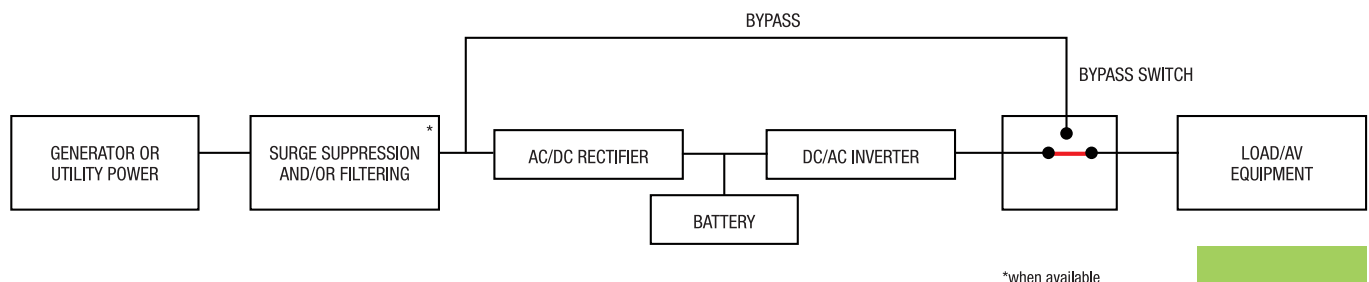 BYPASS
BYPASS SWITCH
GENERATOR OR
UTILITY POWER
*
SURGE SUPPRESSION
AND/OR FILTERING
AC/DC RECTIFIER
DC/AC INVERTER
LOAD/AV
EQUIPMENT
BATTERY
*when available